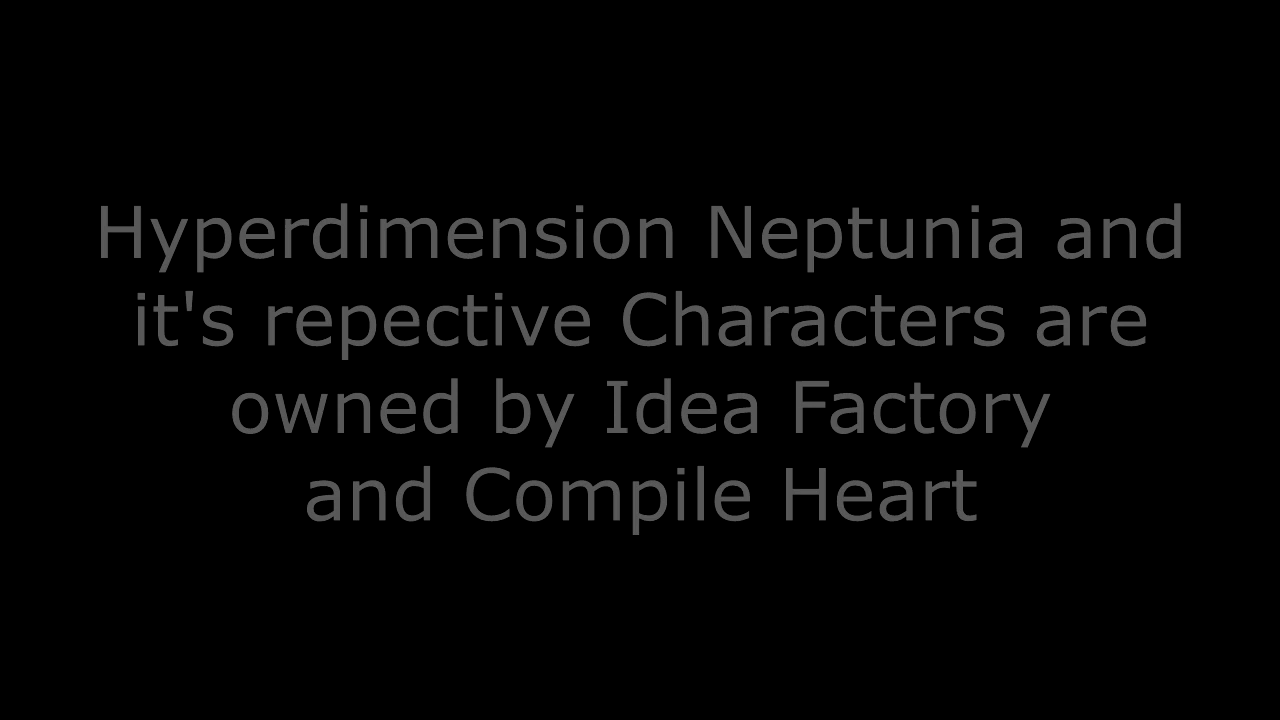 Hyperdimension Neptunia and
it's repective Characters are
owned by Idea Factory
and Compile Heart